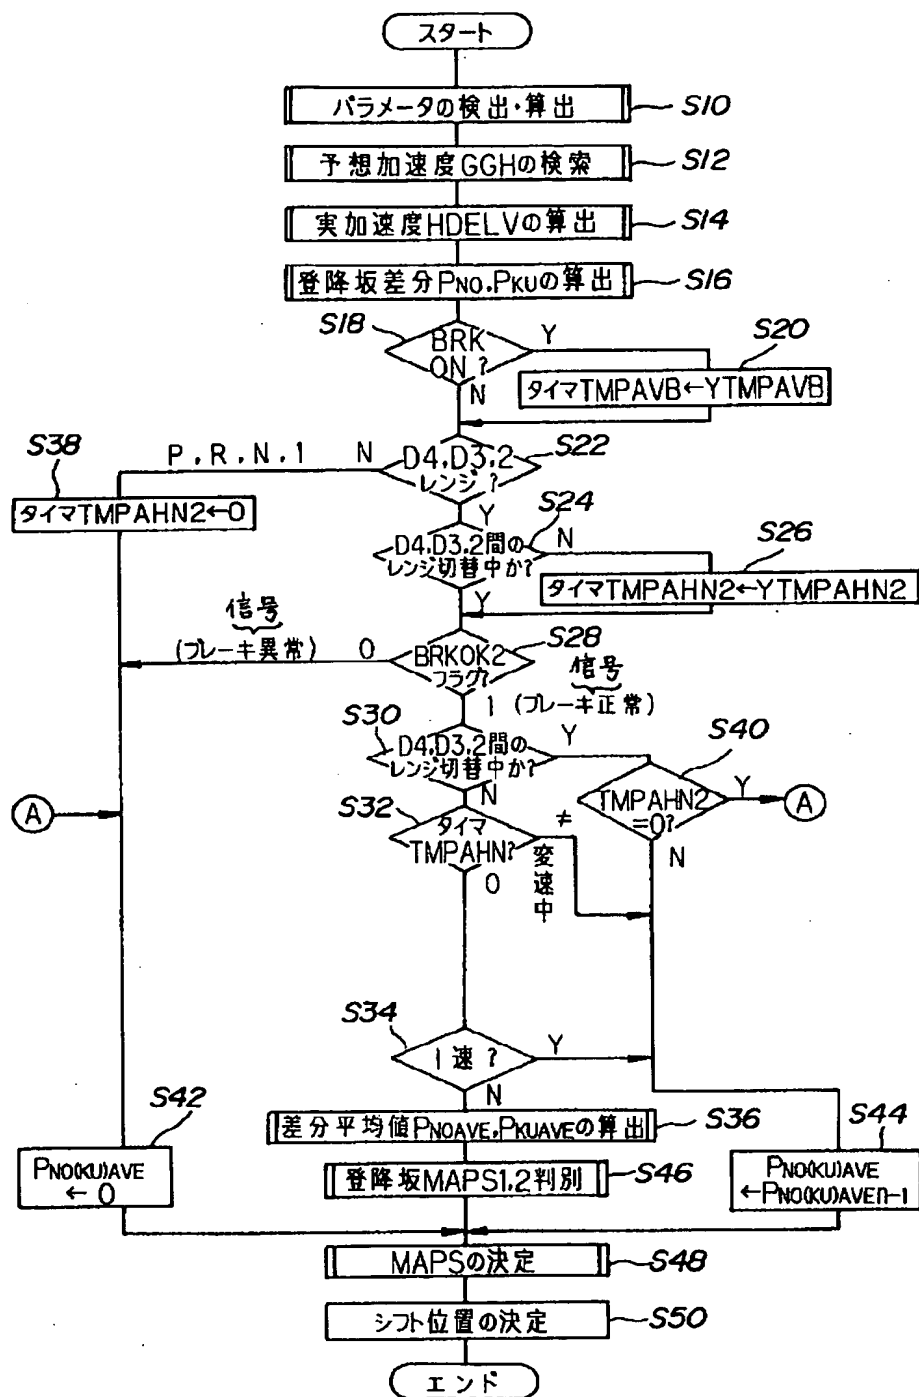 スタート
パラメータの検出・算出
S10
予想加速度GGHの検索
S12
実加速度HDELVの算出
S14
登降坂差分PNO.PKUの算出
S16
S18
BRK
ON?
Y
N
S20
タイマTMPAVB←YTMPAVB
S38
P.R.N.1
N
D4.D3.2
レンジ?
S22
Y
タイマTMPAHN2←0
S24
D4.D3.2間の
レンジ切替中か?
N
Y
S26
タイマTMPAHN2←YTMPAHN2
信号
(ブレーキ異常)
0
BRKOK2
フラグ?
S28
信号
1
(ブレーキ正常)
S30
D4.D3.2間の
レンジ切替中か?
Y
N
S40
TMPAHN2
=0?
Y
A
N
A
S32
タイマ
TMPAHN?
≠
変速中
0
S34
1速?
Y
N
S42
PNO(KU)AVE
←0
差分平均値PNOAVE,PKUAVEの算出
S36
登降坂MAPS1.2判別
S46
S44
PNO(KU)AVE
←PNO(KU)AVEn-1
MAPSの決定
S48
シフト位置の決定
S50
エンド